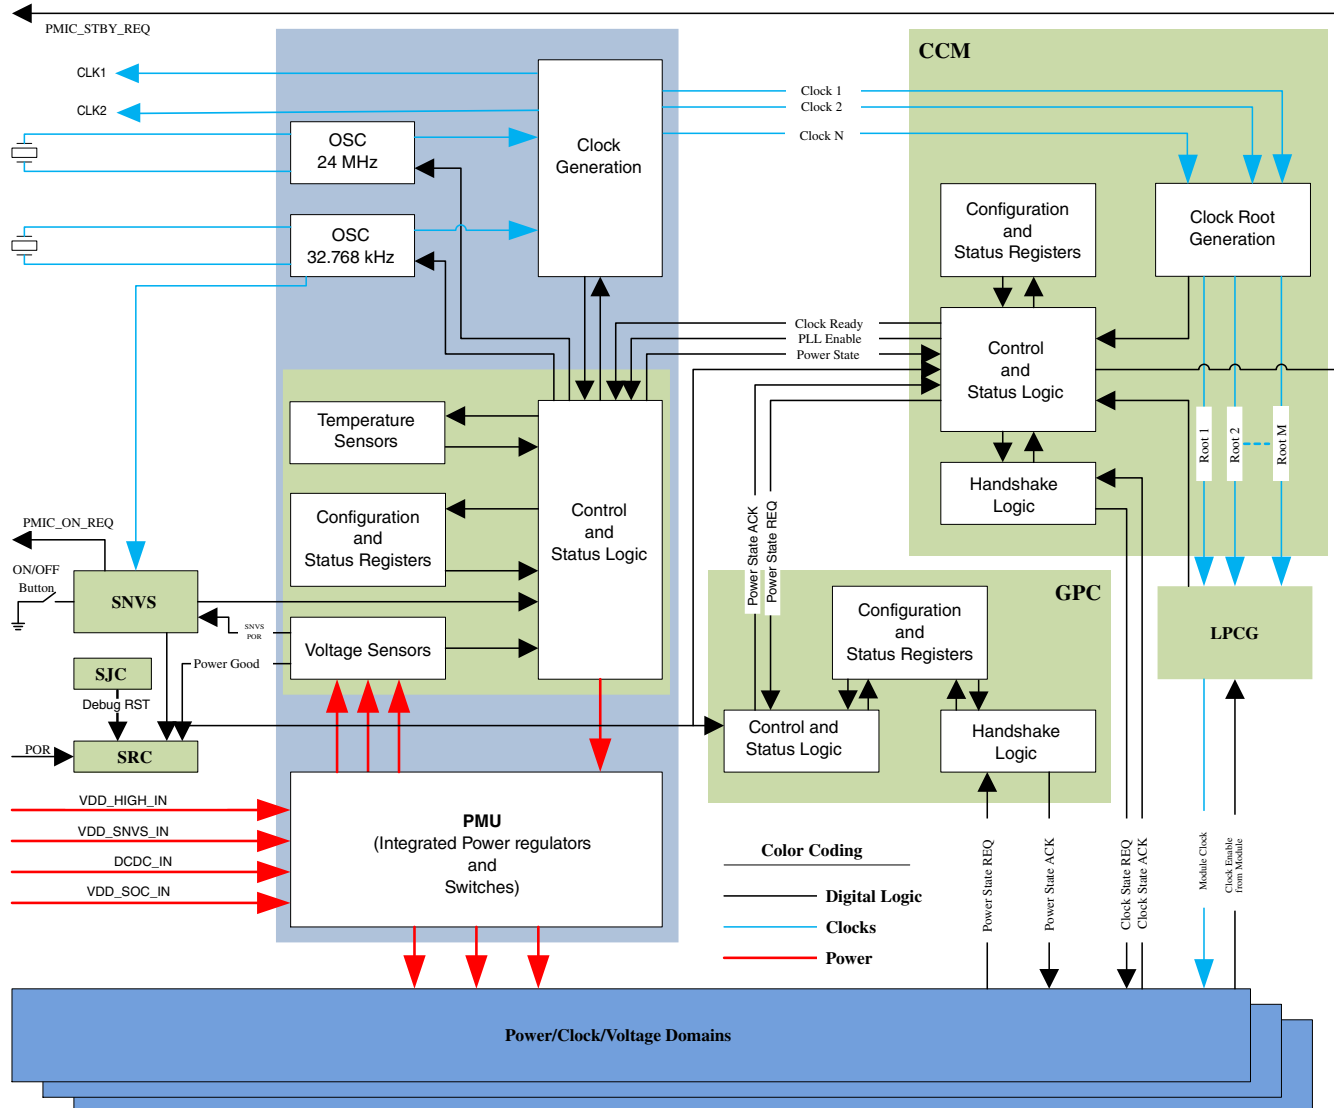 PMIC_STBY_REQ
CCM
CLK1
CLK2
Clock 1
Clock 2
Clock N
OSC
24 MHz
Clock
Generation
OSC
32.768 kHz
Configuration
and
Status Registers
Clock Root
Generation
Clock Ready
PLL Enable
Power State
Control
and
Status Logic
Temperature
Sensors
Root 1
Root 2
Root M
Handshake
Logic
Configuration
and
Status Registers
Control
and
Status Logic
PMIC_ON_REQ
ON/OFF
Button
SNVS
SNVS
POR
Voltage Sensors
Power Good
SJC
Debug RST
POR
SRC
Power State ACK
Power State REQ
GPC
Configuration
and
Status Registers
Control and
Status Logic
Handshake
Logic
LPCG
VDD_HIGH_IN
VDD_SNVS_IN
DCDC_IN
VDD_SOC_IN
PMU
(Integrated Power regulators
and
Switches)
Color Coding
Digital Logic
Clocks
Power
Power State REQ
Power State ACK
Clock State REQ
Clock State ACK
Module Clock
Clock Enable
from Module
Power/Clock/Voltage Domains